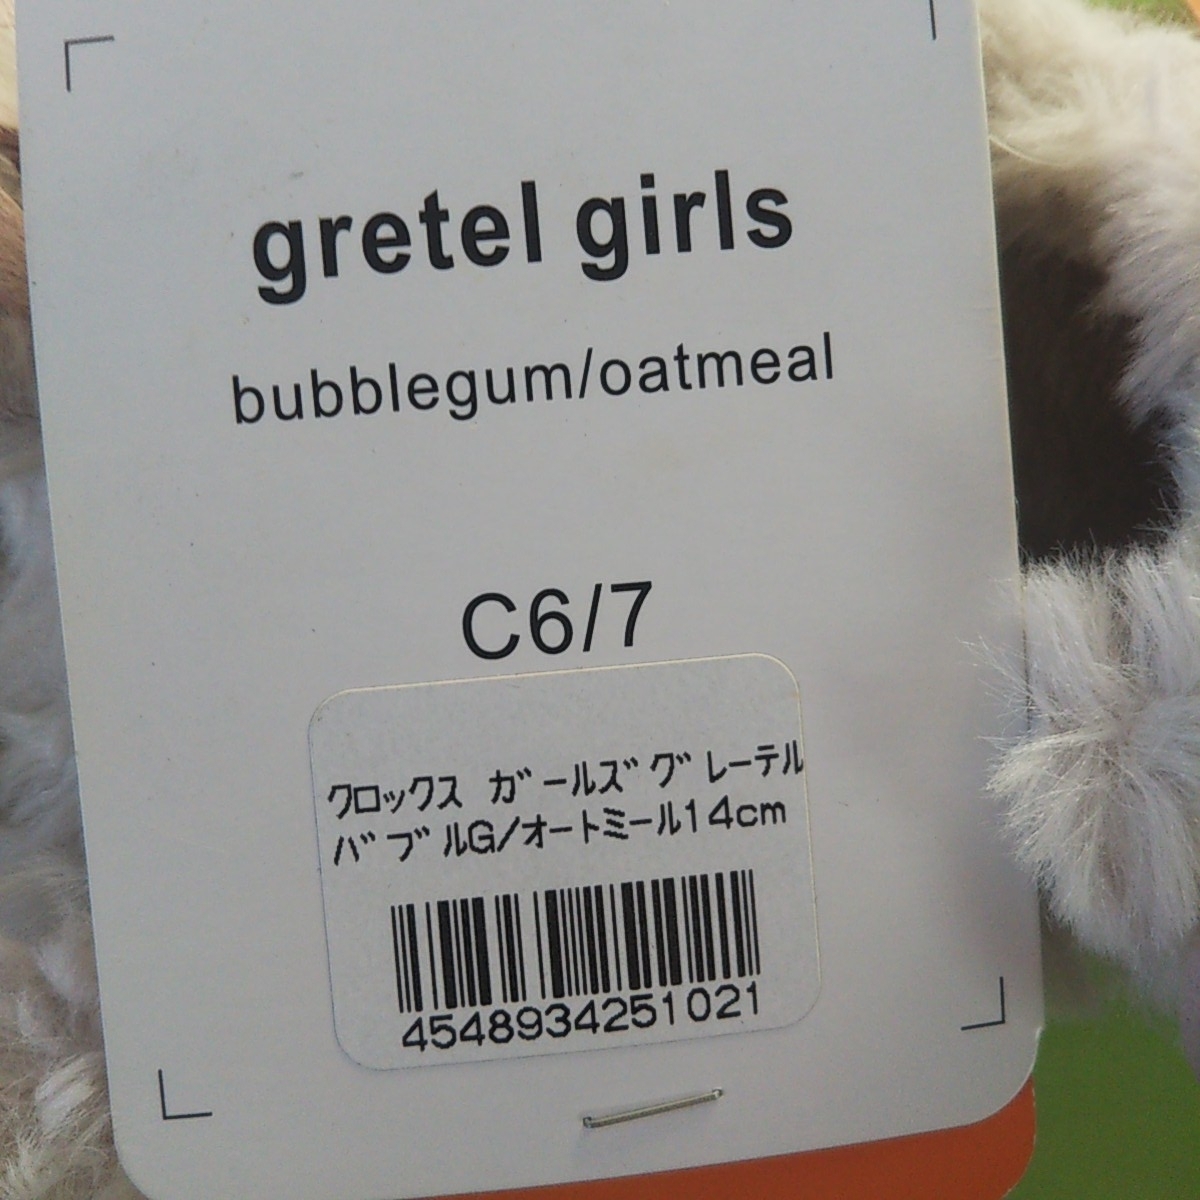 gretel girls
bubblegum/oatmeal
C6/7
クロックス ガールズグレーテル
バブルG/オートミール14cm
4548934251021